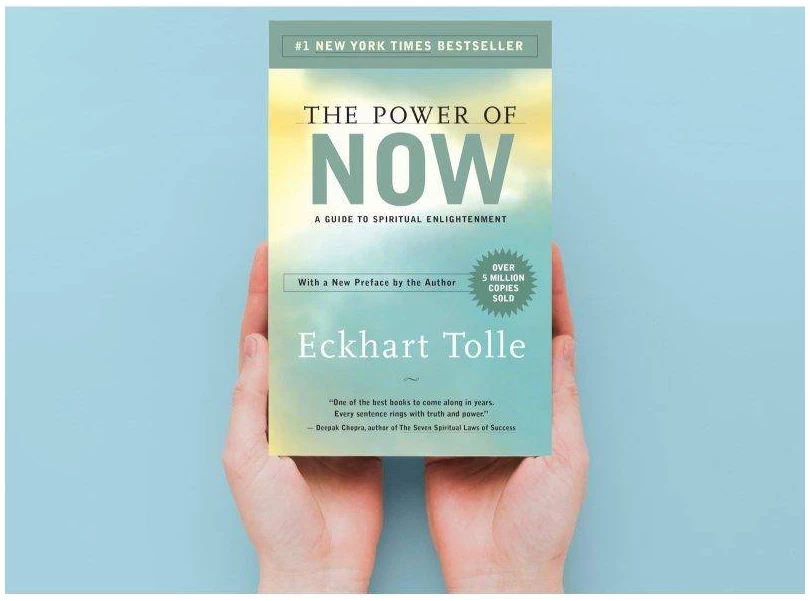 #1 NEW YORK TIMES BESTSELLER
THE POWER OF
NOW
A GUIDE TO SPIRITUAL ENLIGHTENMENT
With a New Preface by the Author
OVER
5 MILLION
COPIES
SOLD
Eckhart Tolle
"One of the best books to come along in years.
Every sentence rings with truth and power."
— Deepak Chopra, author of The Seven Spiritual Laws of Success